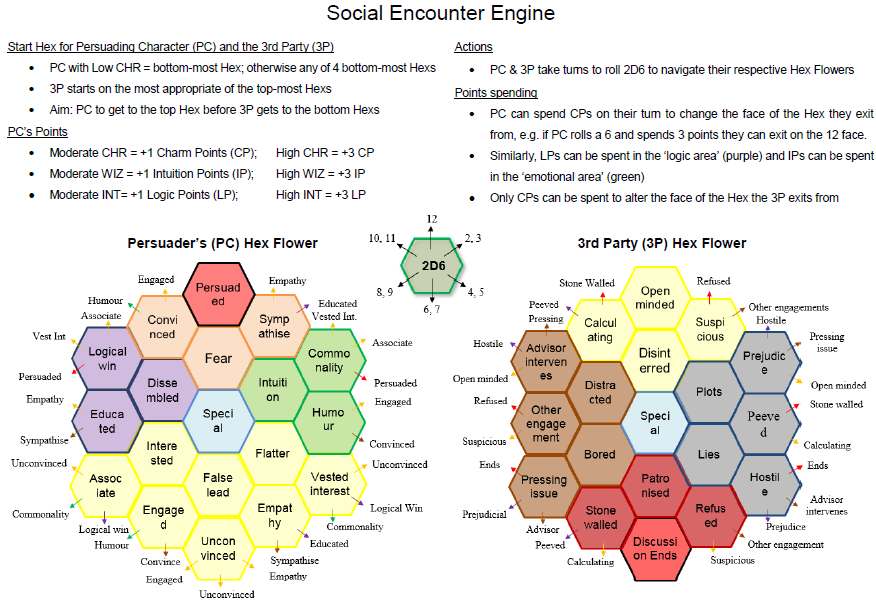 Social Encounter Engine
Start Hex for Persuading Character (PC) and the 3rd Party (3P)
• PC with Low CHR = bottom-most Hex; otherwise any of 4 bottom-most Hexs
• 3P starts on the most appropriate of the top-most Hexs
• Aim: PC to get to the top Hex before 3P gets to the bottom Hexs
PC's Points
• Moderate CHR = +1 Charm Points (CP); High CHR = +3 CP
• Moderate WIZ = +1 Intuition Points (IP); High WIZ = +3 IP
• Moderate INT= +1 Logic Points (LP); High INT = +3 LP
Actions
• PC & 3P take turns to roll 2D6 to navigate their respective Hex Flowers
Points spending
• PC can spend CPs on their turn to change the face of the Hex they exit
from, e.g. if PC rolls a 6 and spends 3 points they can exit on the 12 face.
• Similarly, LPs can be spent in the 'logic area' (purple) and IPs can be spent
in the 'emotional area' (green)
• Only CPs can be spent to alter the face of the Hex the 3P exits from
Persuader's (PC) Hex Flower
12
10, 11
2, 3
2D6
8, 9
4, 5
6, 7
3rd Party (3P) Hex Flower
Engaged
Persuad
ed
Empathy
Humour
Associate
Convi
nced
Symp
athise
Educated
Vested Int.
Vest Int
Logical
win
Fear
Commo
nality
Associate
Persuaded
Disse
mbled
Intuiti
on
Persuaded
Empathy
Educa
ted
Speci
al
Humo
ur
Engaged
Sympathise
Intere
sted
Flatter
Convinced
Unconvinced
Assoc
iate
False
lead
Vested
interest
Unconvinced
Commonality
Engage
d
Empat
hy
Logical Win
Logical win
Commonality
Humour
Uncon
vinced
Educated
Convince
Sympathise
Engaged
Empathy
Unconvinced
Stone Walled
Open
minded
Refused
Peeved
Pressing
Calcul
ating
Suspi
cious
Other engagements
Hostile
Hostile
Advisor
interven
es
Disint
erred
Prejudic
e
Pressing
issue
Open minded
Distra
cted
Plots
Open minded
Refused
Other
engage
ment
Speci
al
Peeve
d
Stone walled
Suspicious
Bored
Lies
Calculating
Ends
Pressing
issue
Patro
nised
Hostil
e
Ends
Prejudicial
Stone
walled
Refus
ed
Advisor
intervenes
Advisor
Prejudice
Peeved
Discussi
on Ends
Other engagement
Calculating
Suspicious